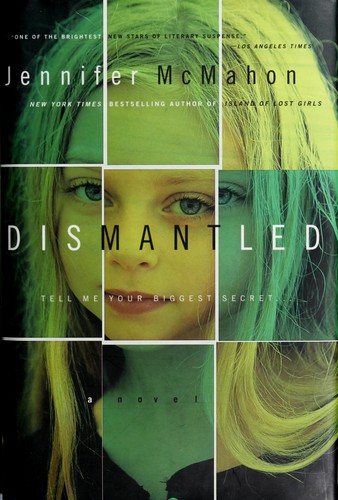 "ONE OF THE BRIGHTEST NEW STARS OF LITERARY SUSPENSE."
—LOS ANGELES TIMES
Jennifer McMahon
NEW YORK TIMES BESTSELLING AUTHOR OF ISLAND OF LOST GIRLS
DISMANTLED
TELL ME YOUR BIGGEST SECRET...
a novel